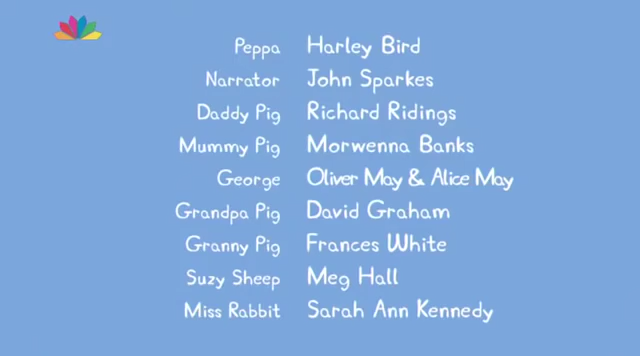 Peppa Harley Bird
Narrator John Sparkes
Daddy Pig Richard Ridings
Mummy Pig Morwenna Banks
George Oliver May & Alice May
Grandpa Pig David Graham
Granny Pig Frances White
Suzy Sheep Meg Hall
Miss Rabbit Sarah Ann Kennedy